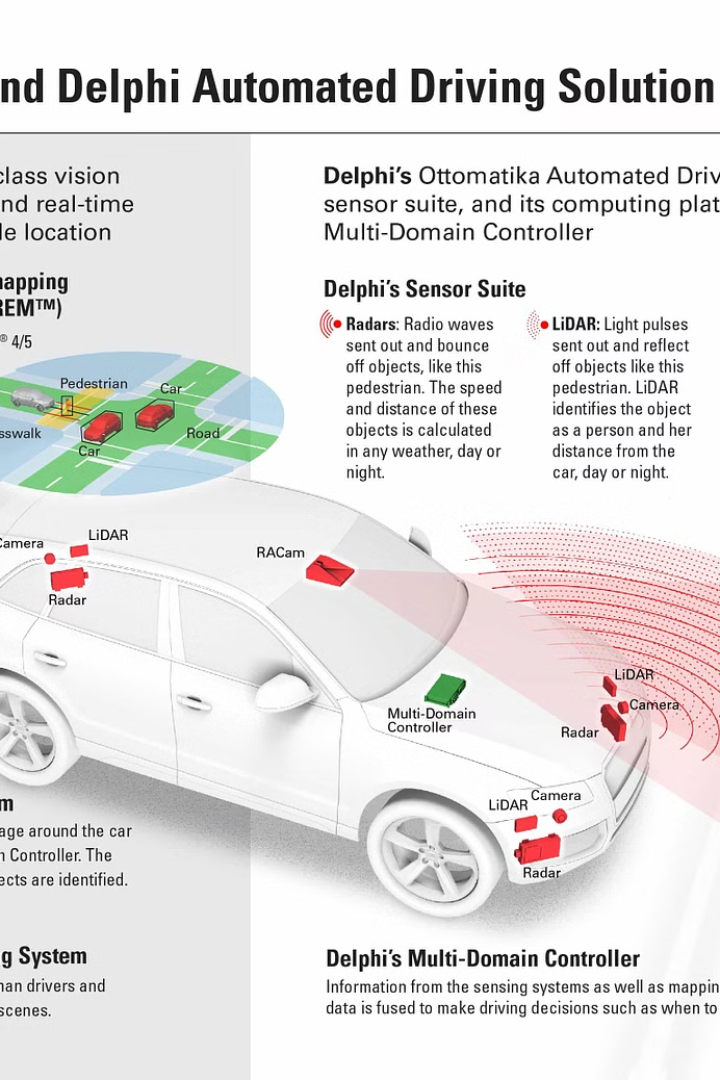 nd Delphi Automated Driving Solution
class vision
nd real-time
le location
apping
REM™)
® 4/5
Pedestrian
Car
sswalk
Road
Car
Delphi's Ottomatika Automated Driv
sensor suite, and its computing plat
Multi-Domain Controller
Delphi's Sensor Suite
Radars: Radio waves
sent out and bounce
off objects, like this
pedestrian. The speed
and distance of these
objects is calculated
in any weather, day or
night.
LiDAR: Light pulses
sent out and reflect
off objects like this
pedestrian. LiDAR
identifies the object
as a person and her
distance from the
car, day or night.
Camera
LiDAR
Radar
RACam
Multi-Domain
Controller
LiDAR
Camera
Radar
LiDAR
Camera
Radar
m
age around the car
n Controller. The
ects are identified.
g System
nan drivers and
scenes.
Delphi's Multi-Domain Controller
Information from the sensing systems as well as mappin
data is fused to make driving decisions such as when to